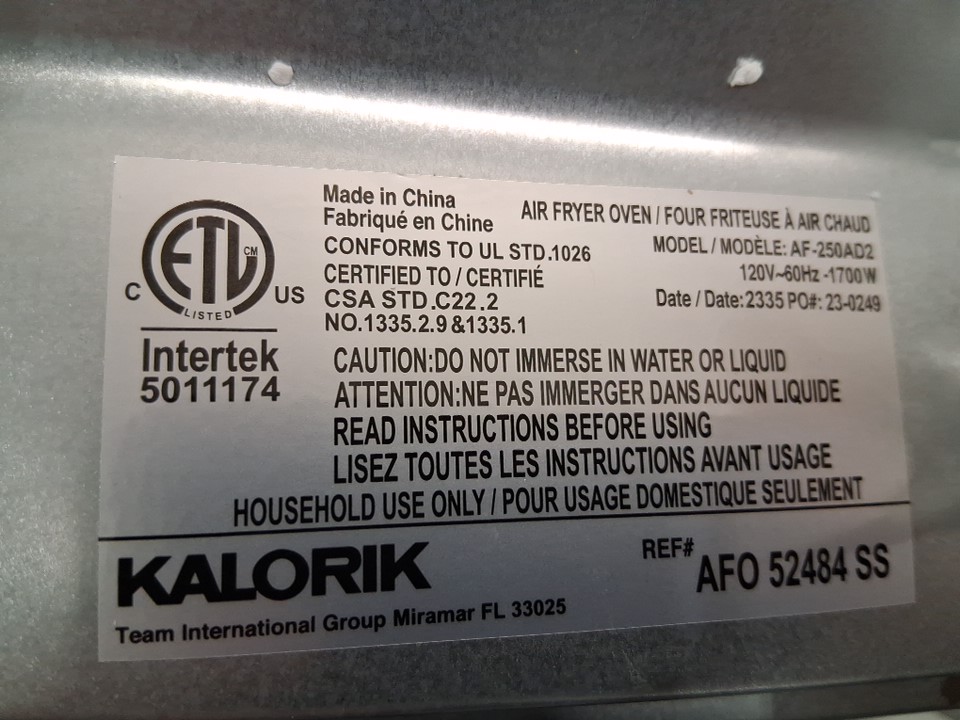 ETL CM
LISTED
C US
Intertek
5011174
Made in China
Fabriqué en Chine
CONFORMS TO UL STD.1026
CERTIFIED TO / CERTIFIÉ
CSA STD.C22.2
NO.1335.2.9 &1335.1
AIR FRYER OVEN / FOUR FRITEUSE À AIR CHAUD
MODEL / MODÈLE: AF-250AD2
120V~60Hz -1700W
Date / Date:2335 PO#: 23-0249
CAUTION:DO NOT IMMERSE IN WATER OR LIQUID
ATTENTION:NE PAS IMMERGER DANS AUCUN LIQUIDE
READ INSTRUCTIONS BEFORE USING
LISEZ TOUTES LES INSTRUCTIONS AVANT USAGE
HOUSEHOLD USE ONLY / POUR USAGE DOMESTIQUE SEULEMENT
KALORIK
Team International Group Miramar FL 33025
REF# AFO 52484 SS